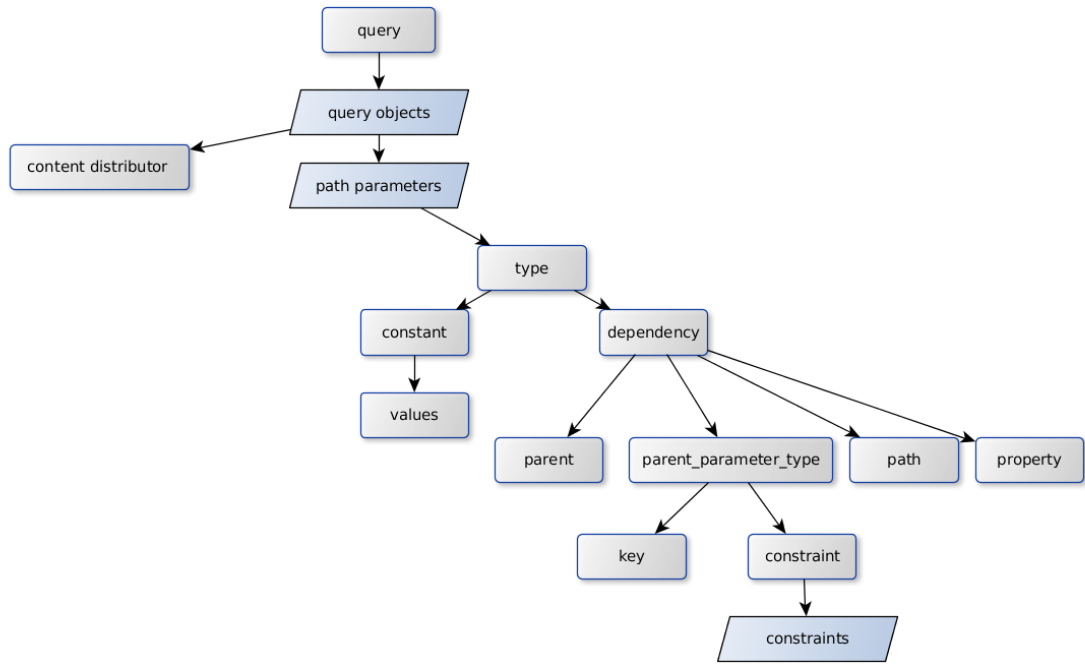 query
query objects
content distributor
path parameters
type
constant
dependency
values
parent
parent_parameter_type
path
property
key
constraint
constraints